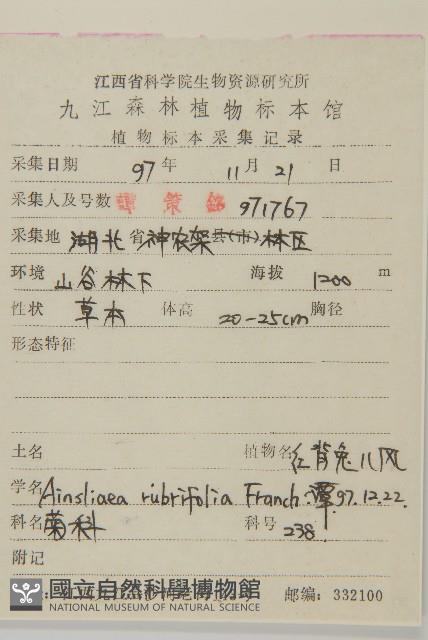 江西省科学院生物资源研究所
九江森林植物标本馆
植物标本采集记录
采集日期 97 年 11 月 21 日
采集人及号数 譚策銘 971767
采集地 湖北 省 神农架 县(市) 林区
环境 山谷林下 海拔 1200 m
性状 草本 体高 20-25cm 胸径
形态特征
土名 植物名 红背兔儿风
学名 Ainsliaea rubrifolia Franch. 譚 97.12.22.
科名 菊科 科号 238
附记
國立自然科學博物館
NATIONAL MUSEUM OF NATURAL SCIENCE
邮编: 332100